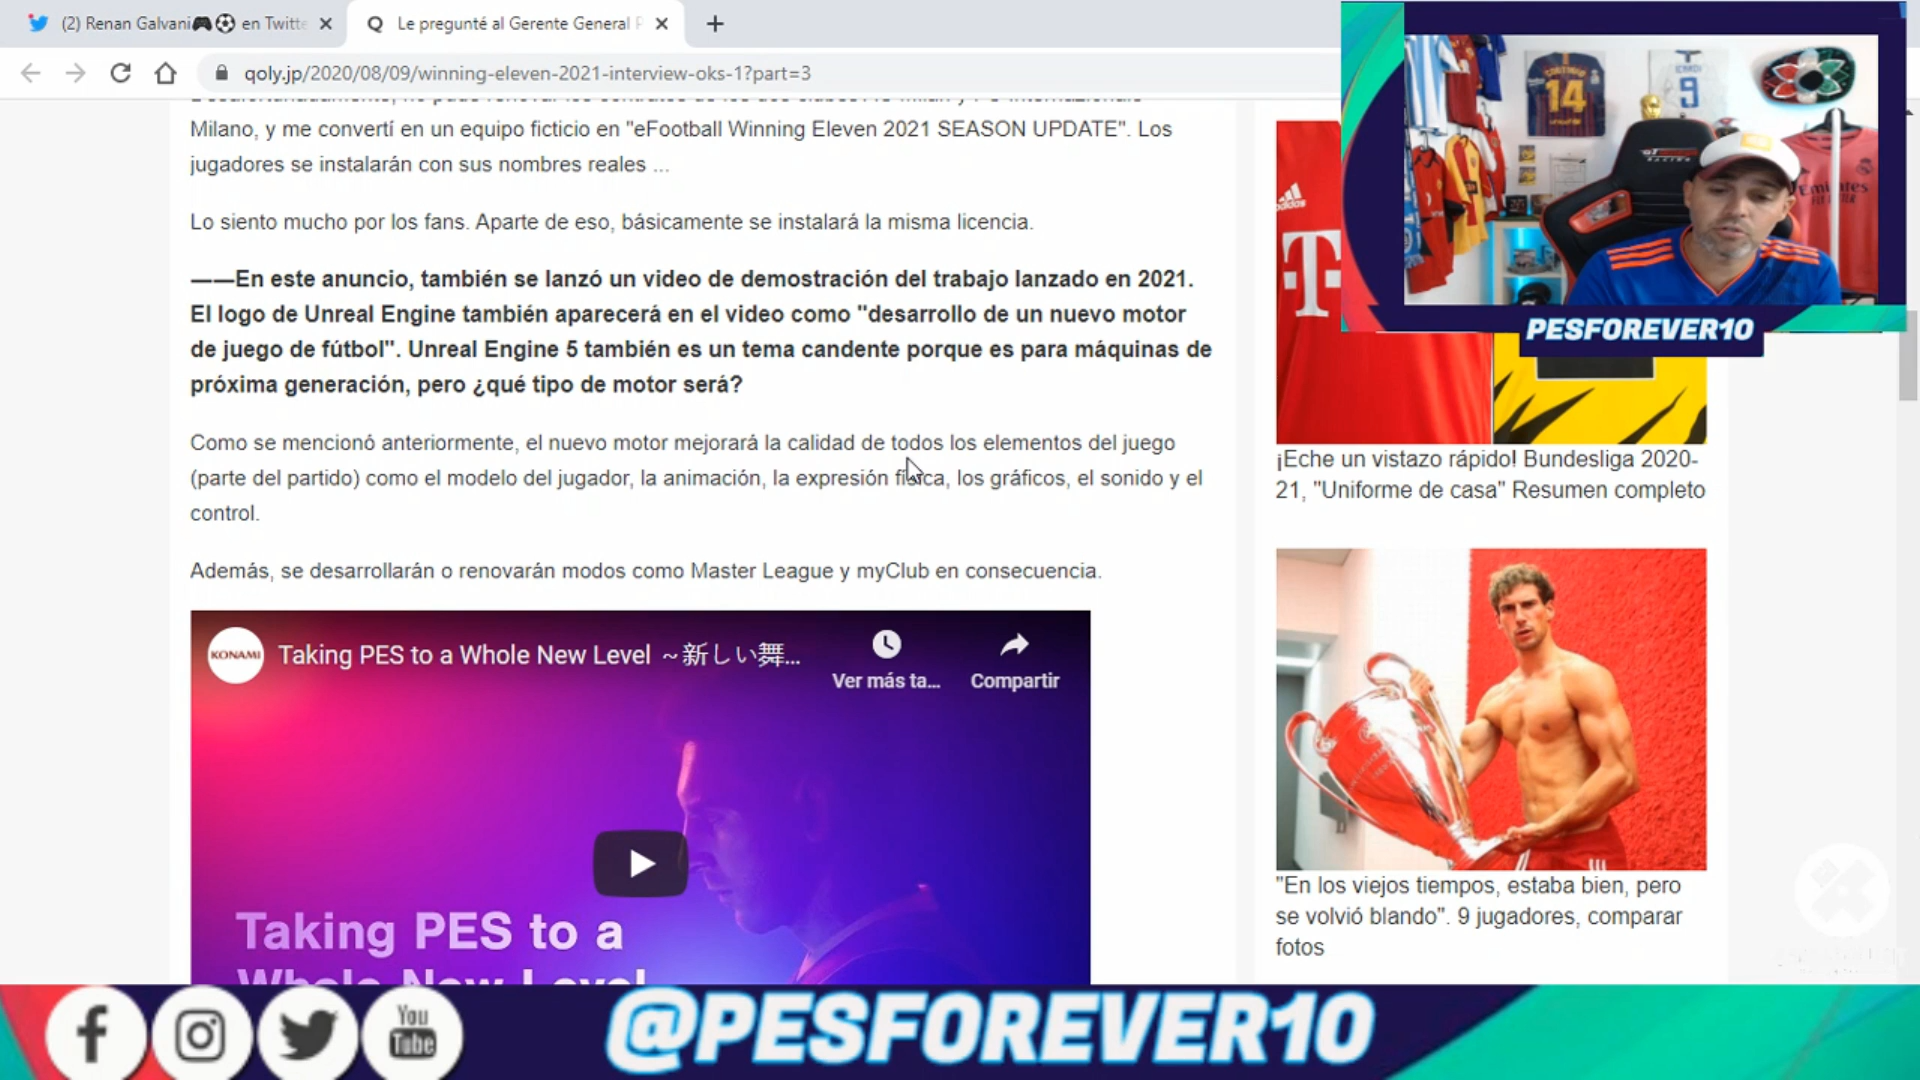 (2) Renan Galvani🎮⚽ en Twitte
Le pregunté al Gerente General P
qoly.jp/2020/08/09/winning-eleven-2021-interview-oks-1?part=3
Milano, y me convertí en un equipo ficticio en "eFootball Winning Eleven 2021 SEASON UPDATE". Los
jugadores se instalarán con sus nombres reales ...
Lo siento mucho por los fans. Aparte de eso, básicamente se instalará la misma licencia.
——En este anuncio, también se lanzó un video de demostración del trabajo lanzado en 2021.
El logo de Unreal Engine también aparecerá en el video como "desarrollo de un nuevo motor
de juego de fútbol". Unreal Engine 5 también es un tema candente porque es para máquinas de
próxima generación, pero ¿qué tipo de motor será?
Como se mencionó anteriormente, el nuevo motor mejorará la calidad de todos los elementos del juego
(parte del partido) como el modelo del jugador, la animación, la expresión física, los gráficos, el sonido y el
control.
Además, se desarrollarán o renovarán modos como Master League y myClub en consecuencia.
KONAMI
Taking PES to a Whole New Level ～新しい舞...
Ver más ta...
Compartir
Taking PES to a
Whole New Level
14
9
Emirates
PESFOREVER10
adidas
T
¡Eche un vistazo rápido! Bundesliga 2020-
21, "Uniforme de casa" Resumen completo
"En los viejos tiempos, estaba bien, pero
se volvió blando". 9 jugadores, comparar
fotos
You
Tube
@PESFOREVER10